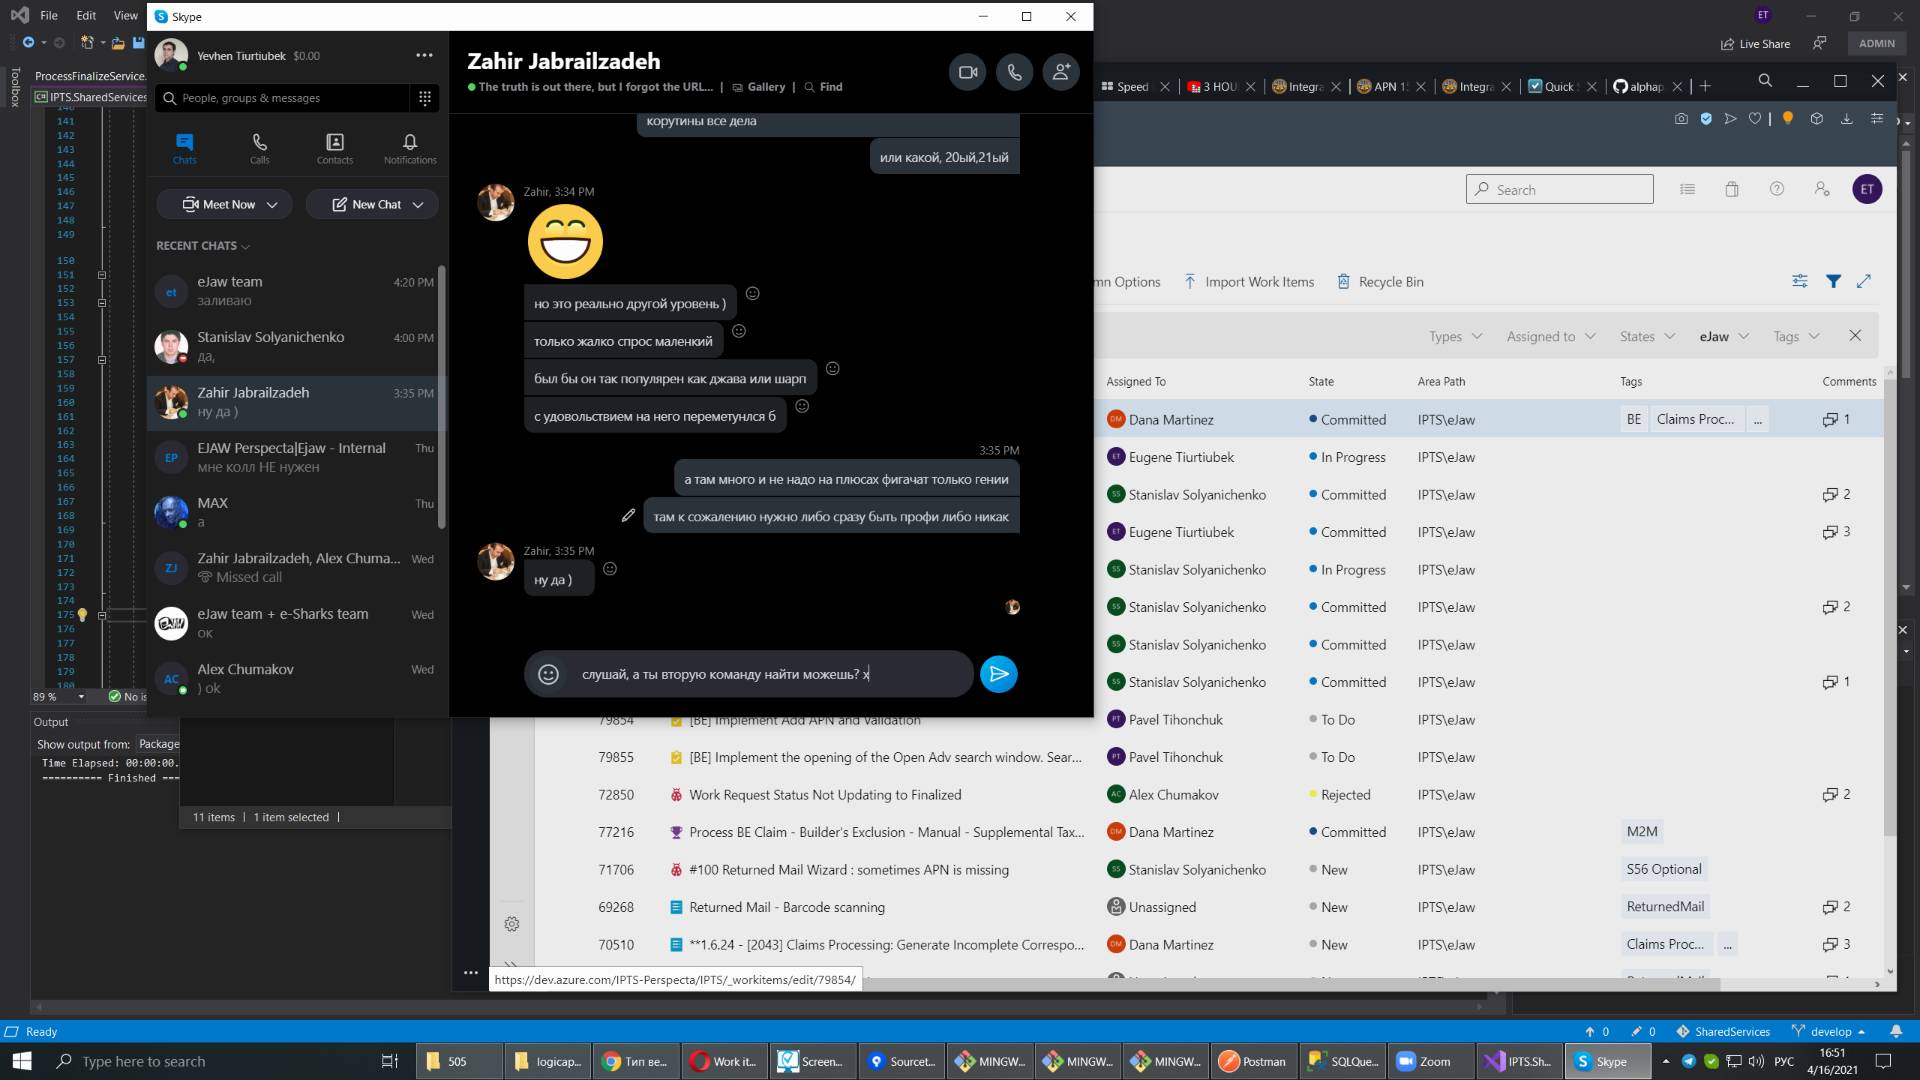 File Edit View
Skype
Live Share
ADMIN
ET
Toolbox
ProcessFinalizeService.
IPTS.SharedServices
Yevhen Tiurtiubek $0.00
People, groups & messages
Chats Calls Contacts Notifications
Meet Now New Chat
RECENT CHATS
et
eJaw team 4:20 PM
заливаю
Stanislav Solyanichenko 4:00 PM
да,
Zahir Jabrailzadeh 3:35 PM
ну да )
EP
EJAW Perspecta|Ejaw - Internal Thu
мне колл НЕ нужен
MAX Thu
а
ZJ
Zahir Jabrailzadeh, Alex Chuma... Wed
Missed call
eJaw team + e-Sharks team Wed
ок
AC
Alex Chumakov Wed
) ok
141
142
143
144
145
146
147
148
149
150
151
152
153
154
155
156
157
158
159
160
161
162
163
164
165
166
167
168
169
170
171
172
173
174
175
176
177
178
179
180
89 % No is
Output
Show output from: Package
Time Elapsed: 00:00:00.
========== Finished ===
11 items | 1 item selected |
Zahir Jabrailzadeh
The truth is out there, but I forgot the URL... | Gallery | Find
корутины все дела
или какой, 20ый,21ый
Zahir, 3:34 PM
но это реально другой уровень )
только жалко спрос маленкий
был бы он так популярен как джава или шарп
с удовольствием на него переметунлся б
3:35 PM
а там много и не надо на плюсах фигачат только гении
там к сожалению нужно либо сразу быть профи либо никак
Zahir, 3:35 PM
ну да )
слушай, а ты вторую команду найти можешь? х
Speed 3 HOU Integra APN 1 Integra Quick alphap
Search
ET
mn Options Import Work Items Recycle Bin
Types Assigned to States eJaw Tags
Assigned To State Area Path Tags Comments
DM Dana Martinez Committed IPTS\eJaw BE Claims Proc... ... 1
ET Eugene Tiurtiubek In Progress IPTS\eJaw
SS Stanislav Solyanichenko Committed IPTS\eJaw 2
ET Eugene Tiurtiubek Committed IPTS\eJaw 3
SS Stanislav Solyanichenko In Progress IPTS\eJaw
SS Stanislav Solyanichenko Committed IPTS\eJaw 2
SS Stanislav Solyanichenko Committed IPTS\eJaw
SS Stanislav Solyanichenko Committed IPTS\eJaw 1
79854 [BE] Implement Add APN and Validation PT Pavel Tihonchuk To Do IPTS\eJaw
79855 [BE] Implement the opening of the Open Adv search window. Sear... PT Pavel Tihonchuk To Do IPTS\eJaw
72850 Work Request Status Not Updating to Finalized AC Alex Chumakov Rejected IPTS\eJaw 2
77216 Process BE Claim - Builder's Exclusion - Manual - Supplemental Tax... DM Dana Martinez Committed IPTS\eJaw M2M
71706 #100 Returned Mail Wizard : sometimes APN is missing SS Stanislav Solyanichenko New IPTS\eJaw S56 Optional
69268 Returned Mail - Barcode scanning Unassigned New IPTS\eJaw ReturnedMail 2
70510 **1.6.24 - [2043] Claims Processing: Generate Incomplete Correspo... DM Dana Martinez New IPTS\eJaw Claims Proc... ... 3
https://dev.azure.com/IPTS-Perspecta/IPTS/_workitems/edit/79854/
Ready 0 0 SharedServices develop
Type here to search
505 logicap... Тип ве... Work it... Screen... Sourcet... MINGW... MINGW... MINGW... Postman SQLQue... Zoom IPTS.Sh... Skype
РУС
16:51
4/16/2021